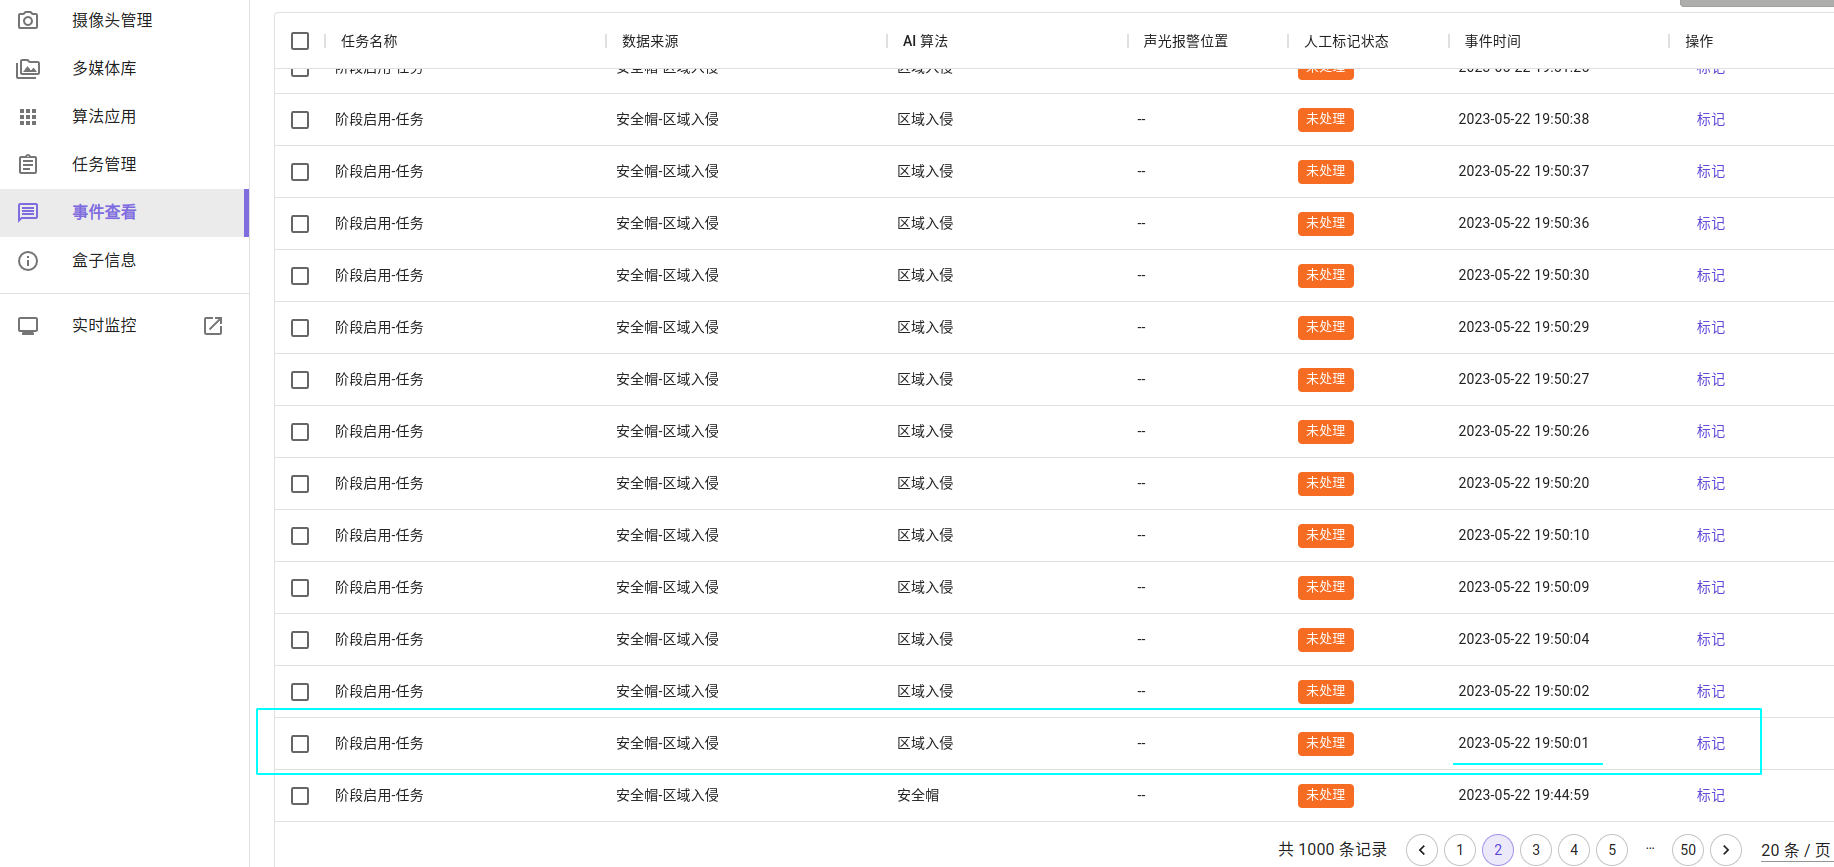 摄像头管理
多媒体库
算法应用
任务管理
事件查看
盒子信息
实时监控
任务名称 数据来源 AI 算法 声光报警位置 人工标记状态 事件时间 操作
阶段启用-任务 安全帽-区域入侵 区域入侵 未处理 标记
阶段启用-任务 安全帽-区域入侵 区域入侵 -- 未处理 2023-05-22 19:50:38 标记
阶段启用-任务 安全帽-区域入侵 区域入侵 -- 未处理 2023-05-22 19:50:37 标记
阶段启用-任务 安全帽-区域入侵 区域入侵 -- 未处理 2023-05-22 19:50:36 标记
阶段启用-任务 安全帽-区域入侵 区域入侵 -- 未处理 2023-05-22 19:50:30 标记
阶段启用-任务 安全帽-区域入侵 区域入侵 -- 未处理 2023-05-22 19:50:29 标记
阶段启用-任务 安全帽-区域入侵 区域入侵 -- 未处理 2023-05-22 19:50:27 标记
阶段启用-任务 安全帽-区域入侵 区域入侵 -- 未处理 2023-05-22 19:50:26 标记
阶段启用-任务 安全帽-区域入侵 区域入侵 -- 未处理 2023-05-22 19:50:20 标记
阶段启用-任务 安全帽-区域入侵 区域入侵 -- 未处理 2023-05-22 19:50:10 标记
阶段启用-任务 安全帽-区域入侵 区域入侵 -- 未处理 2023-05-22 19:50:09 标记
阶段启用-任务 安全帽-区域入侵 区域入侵 -- 未处理 2023-05-22 19:50:04 标记
阶段启用-任务 安全帽-区域入侵 区域入侵 -- 未处理 2023-05-22 19:50:02 标记
阶段启用-任务 安全帽-区域入侵 区域入侵 -- 未处理 2023-05-22 19:50:01 标记
阶段启用-任务 安全帽-区域入侵 安全帽 -- 未处理 2023-05-22 19:44:59 标记
共 1000 条记录 1 2 3 4 5 ... 50 20 条 / 页